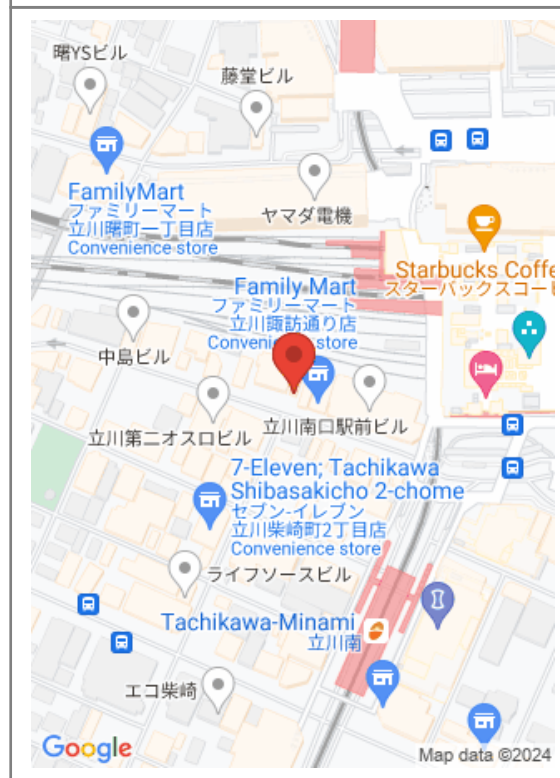 曙YSビル
藤堂ビル
FamilyMart
ファミリーマート
立川曙町一丁目店
Convenience store
ヤマダ電機
Starbucks Coffe
スターバックスコーヒ
Family Mart
ファミリーマート
立川諏訪通り店
Conveni store
中島ビル
立川第二オスロビル
立川南口駅前ビル
7-Eleven; Tachikawa
Shibasakicho 2-chome
セブン-イレブン
立川柴崎町2丁目店
Convenience store
ライフソースビル
Tachikawa-Minami
立川南
エコ柴崎
Google
Map data ©2024